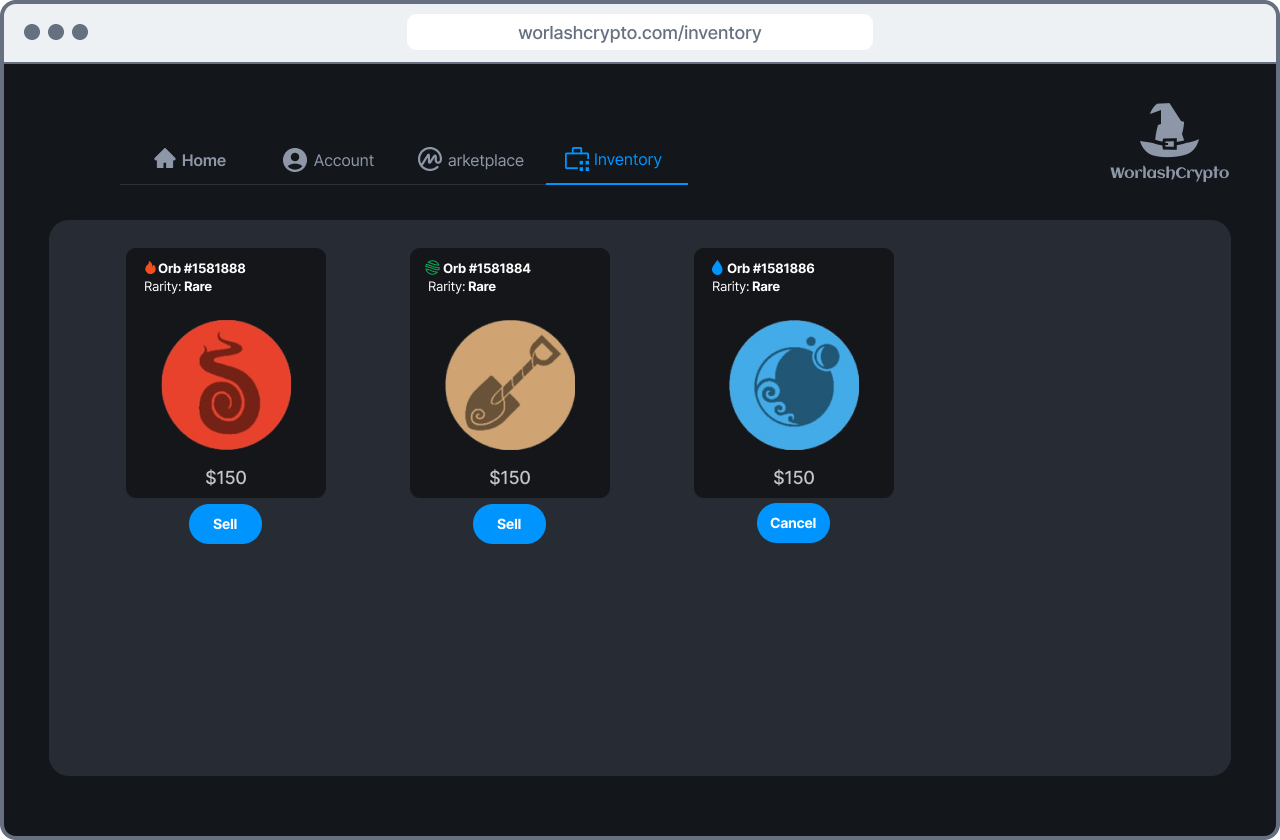 worlashcrypto.com/inventory
Home
Account
arketplace
Inventory
WorlashCrypto
Orb #1581888
Rarity: Rare
$150
Sell
Orb #1581884
Rarity: Rare
$150
Sell
Orb #1581886
Rarity: Rare
$150
Cancel